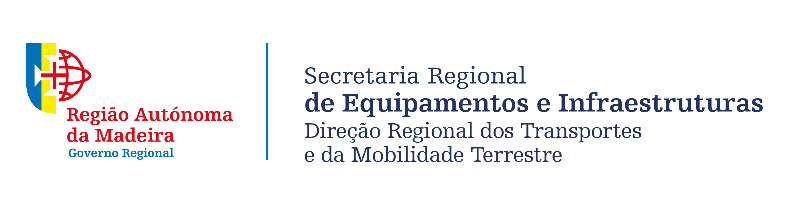 Região Autónoma
da Madeira
Governo Regional
Secretaria Regional
de Equipamentos e Infraestruturas
Direção Regional dos Transportes
e da Mobilidade Terrestre